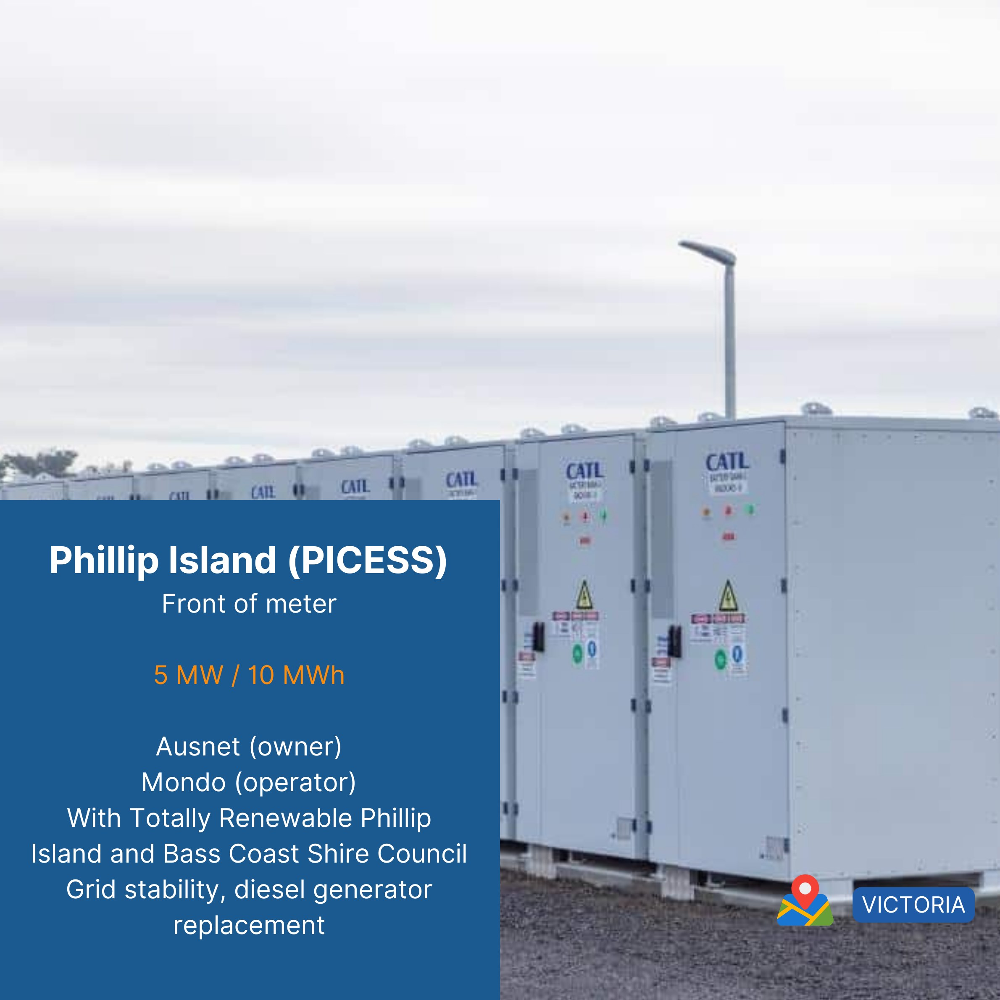 CATL
CATL
CATL
CATL
CATL
CATL
Phillip Island (PICESS)
Front of meter
5 MW / 10 MWh
Ausnet (owner)
Mondo (operator)
With Totally Renewable Phillip
Island and Bass Coast Shire Council
Grid stability, diesel generator
replacement
VICTORIA